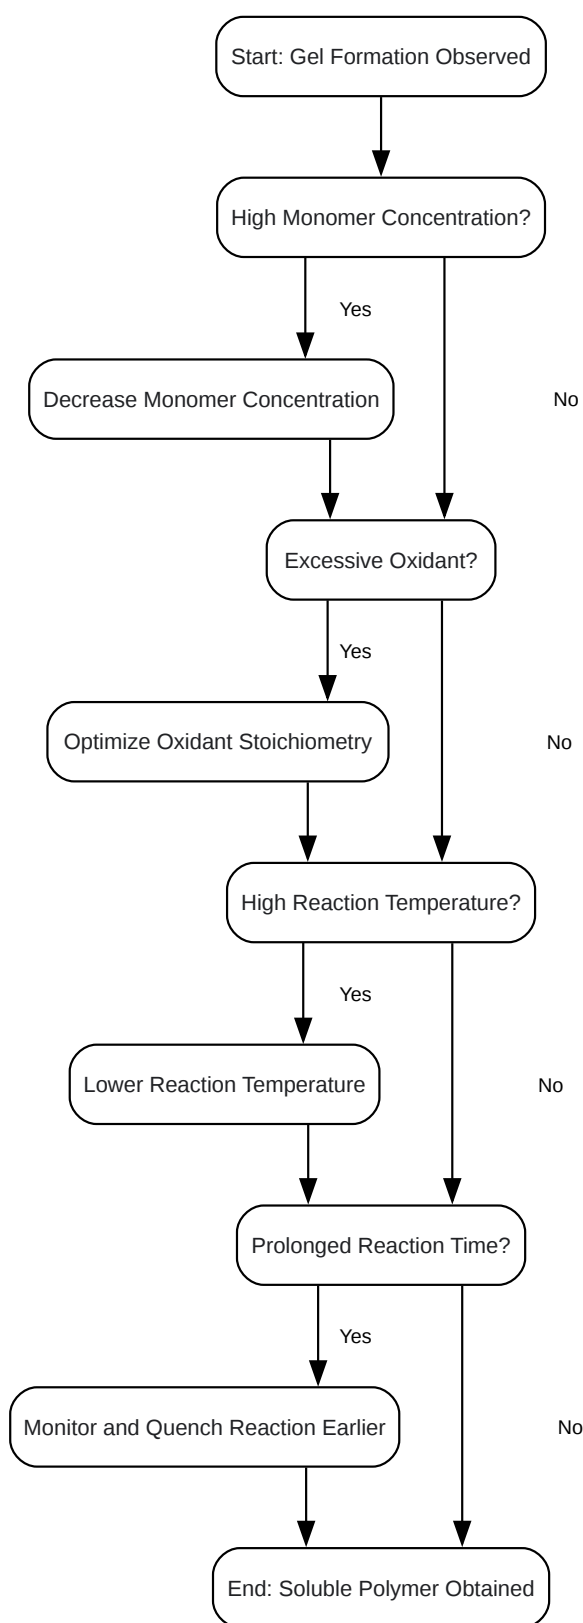 Start: Gel Formation Observed
High Monomer Concentration?
Yes
Decrease Monomer Concentration
No
Excessive Oxidant?
Yes
Optimize Oxidant Stoichiometry
No
High Reaction Temperature?
Yes
Lower Reaction Temperature
No
Prolonged Reaction Time?
Yes
Monitor and Quench Reaction Earlier
No
End: Soluble Polymer Obtained